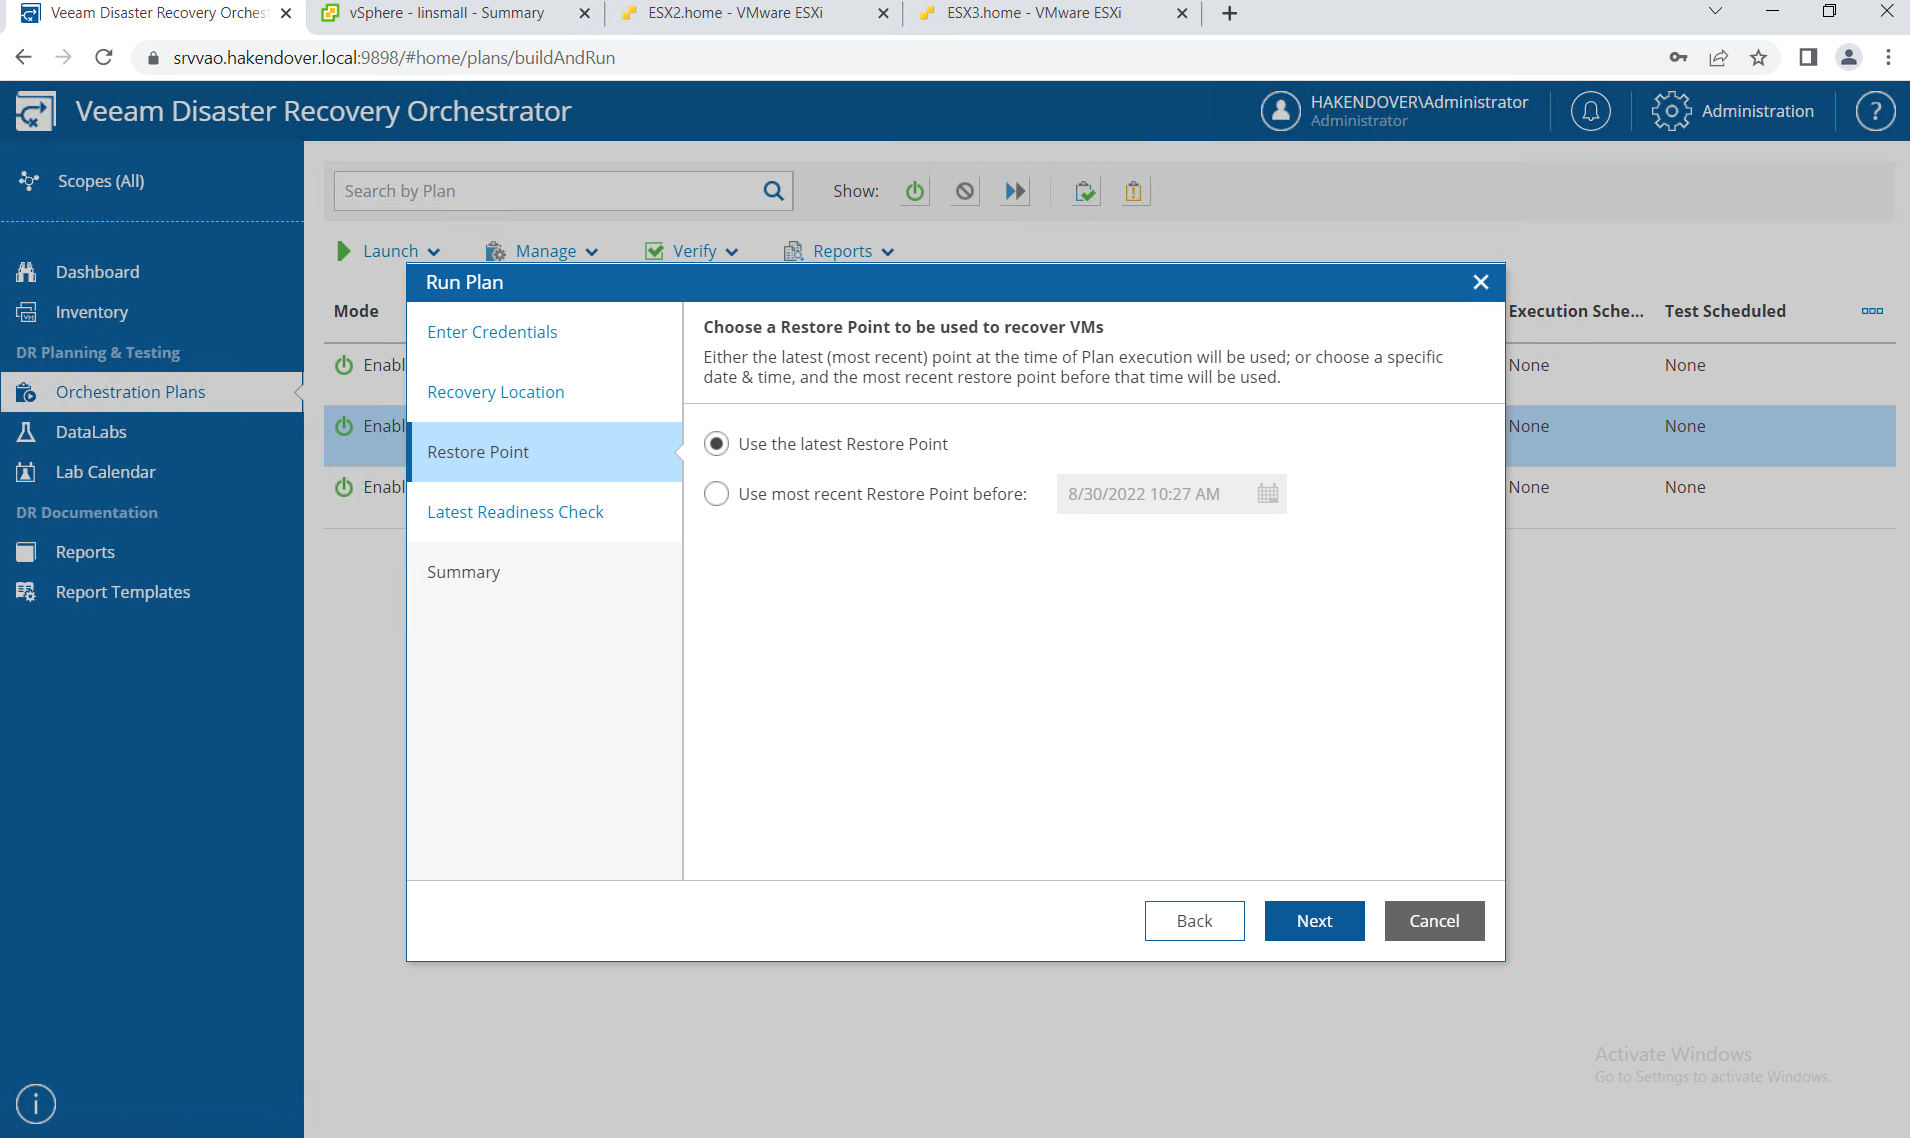 Veeam Disaster Recovery Orches
vSphere - linsmall - Summary
ESX2.home - VMware ESXi
ESX3.home - VMware ESXi
srvvao.hakendover.local:9898/#home/plans/buildAndRun
Veeam Disaster Recovery Orchestrator
HAKENDOVER\Administrator
Administrator
Administration
?
Scopes (All)
Dashboard
Inventory
DR Planning & Testing
Orchestration Plans
DataLabs
Lab Calendar
DR Documentation
Reports
Report Templates
Search by Plan
Show:
Launch
Manage
Verify
Reports
Mode
Execution Sche...
Test Scheduled
Enabl
None
None
Enabl
None
None
Enabl
None
None
Run Plan
Enter Credentials
Recovery Location
Restore Point
Latest Readiness Check
Summary
Choose a Restore Point to be used to recover VMs
Either the latest (most recent) point at the time of Plan execution will be used; or choose a specific
date & time, and the most recent restore point before that time will be used.
Use the latest Restore Point
Use most recent Restore Point before:
8/30/2022 10:27 AM
Back
Next
Cancel
Activate Windows
Go to Settings to activate Windows.